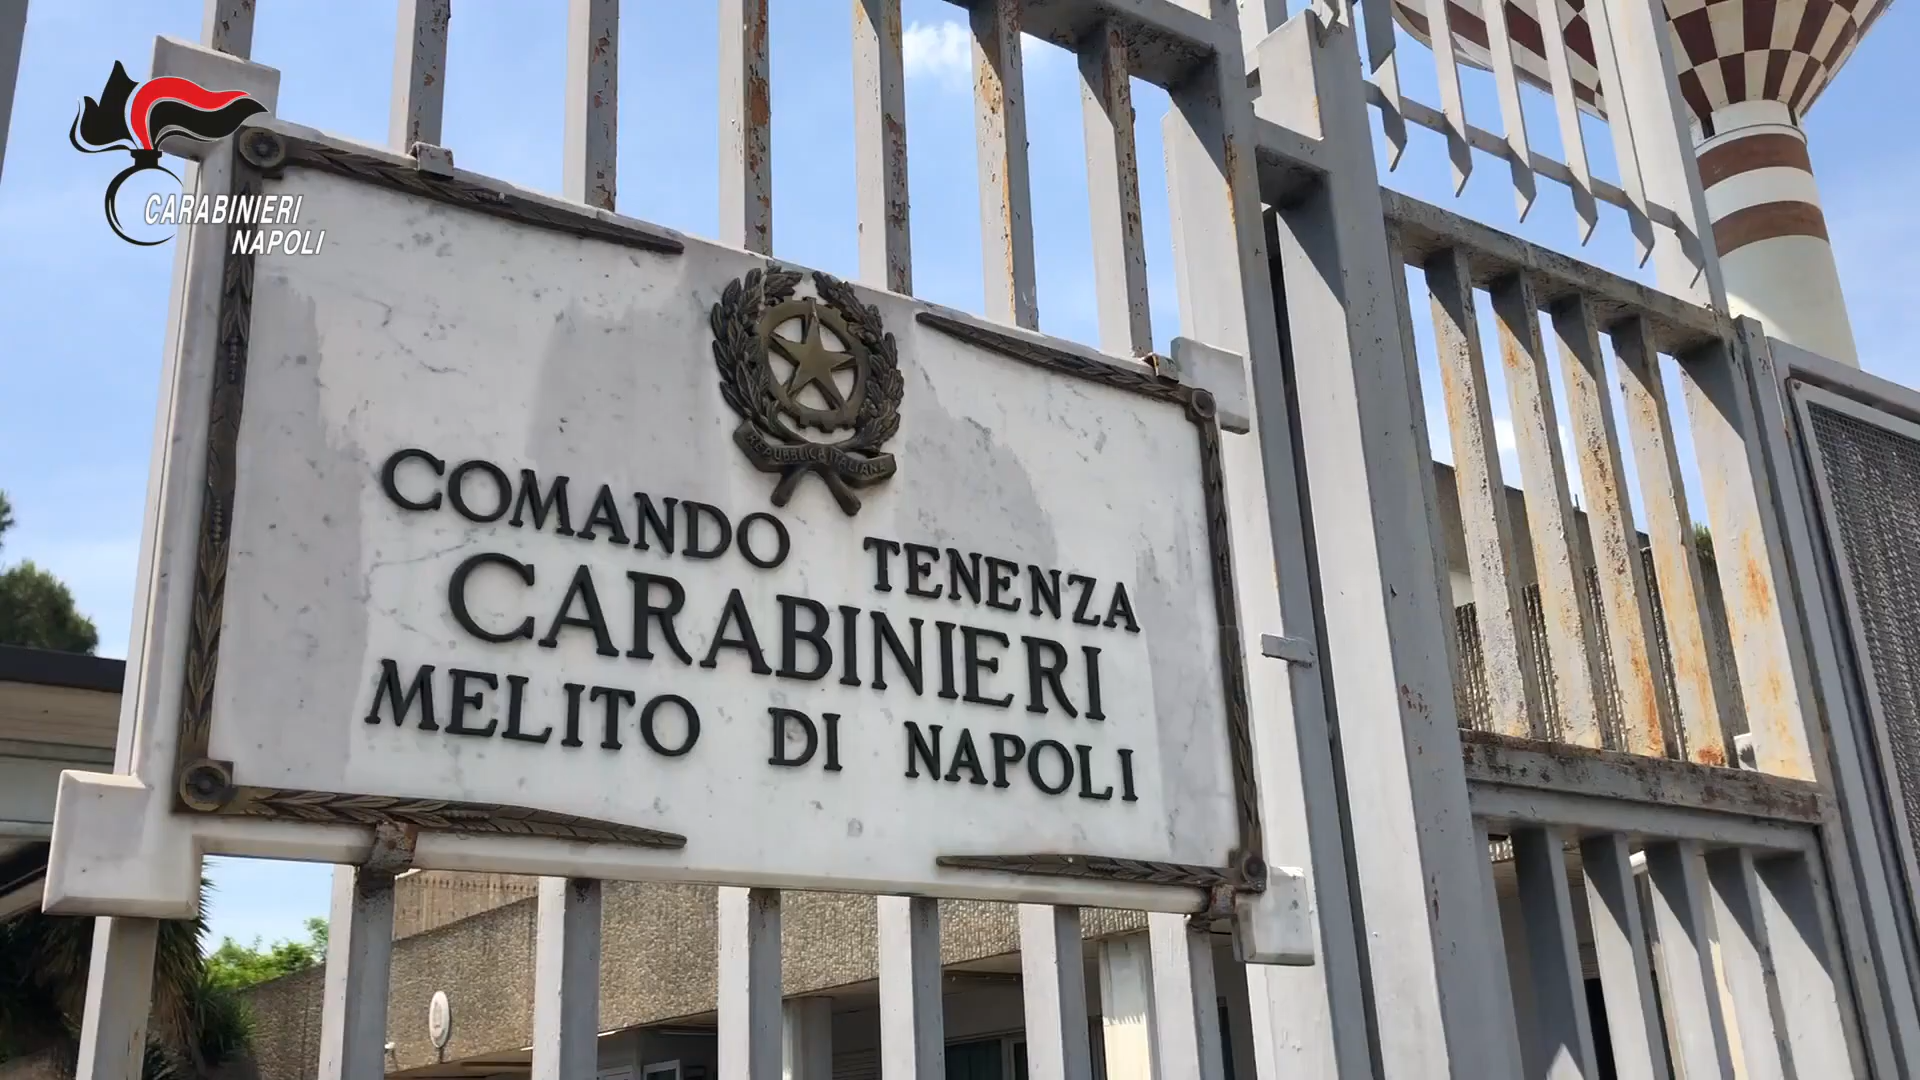 CARABINIERI
NAPOLI
REPUBBLICA ITALIANA
COMANDO TENENZA
CARABINIERI
MELITO DI NAPOLI